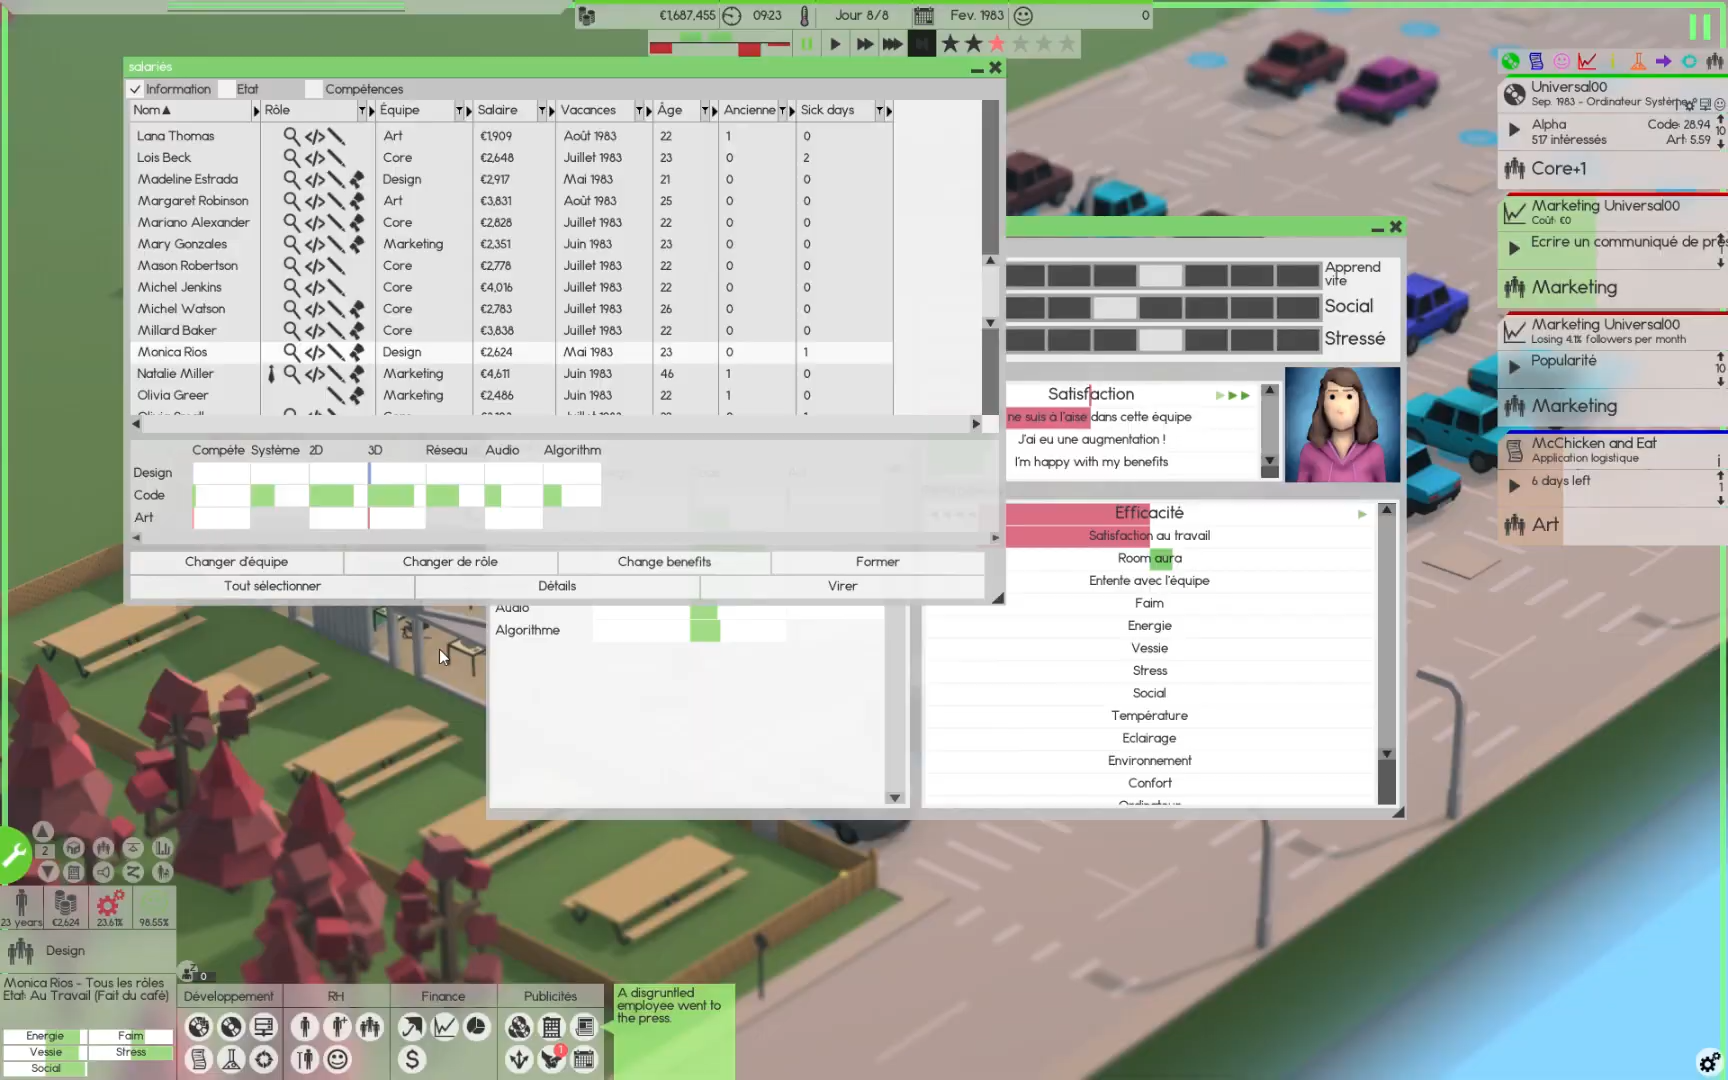 €1,687,455
09:23
Jour 8/8
Fev. 1983
0
salariés
Information
Etat
Compétences
Nom
Rôle
Équipe
Salaire
Vacances
Âge
Ancienne
Sick days
Lana Thomas Art €1,909 Août 1983 22 1 0
Lois Beck Core €2,648 Juillet 1983 23 0 2
Madeline Estrada Design €2,917 Mai 1983 21 0 0
Margaret Robinson Art €3,831 Août 1983 25 0 0
Mariano Alexander Core €2,828 Juillet 1983 22 0 0
Mary Gonzales Marketing €2,351 Juin 1983 23 0 0
Mason Robertson Core €2,778 Juillet 1983 22 0 0
Michel Jenkins Core €4,016 Juillet 1983 22 0 0
Michel Watson Core €2,783 Juillet 1983 26 0 0
Millard Baker Core €3,838 Juillet 1983 22 0 0
Monica Rios Design €2,624 Mai 1983 23 0 1
Natalie Miller Marketing €4,611 Juin 1983 46 1 0
Olivia Greer Marketing €2,486 Juin 1983 22 1 0
Compéte Système 2D 3D Réseau Audio Algorithm
Design
Code
Art
Changer d'équipe
Changer de rôle
Change benefits
Former
Tout sélectionner
Détails
Virer
Audio
Algorithme
Apprend vite
Social
Stressé
Satisfaction
ne suis à l'aise dans cette équipe
J'ai eu une augmentation !
I'm happy with my benefits
Efficacité
Satisfaction au travail
Room aura
Entente avec l'équipe
Faim
Energie
Vessie
Stress
Social
Température
Eclairage
Environnement
Confort
Universal00
Sep. 1983 - Ordinateur Système
Alpha
Code: 28.94
517 intéressés
Art: 5.59
10
Core+1
Marketing Universal00
Coût: €0
Ecrire un communiqué de pres
Marketing
Marketing Universal00
Losing 4.1% followers per month
Popularité
10
Marketing
McChicken and Eat
Application logistique
6 days left
1
Art
2
23 years
€2,624
23.61%
98.55%
Design
Monica Rios - Tous les rôles
Etat: Au Travail (Fait du café)
Energie
Faim
Vessie
Stress
Social
0
Développement
RH
Finance
Publicités
1
A disgruntled
employee went to
the press.